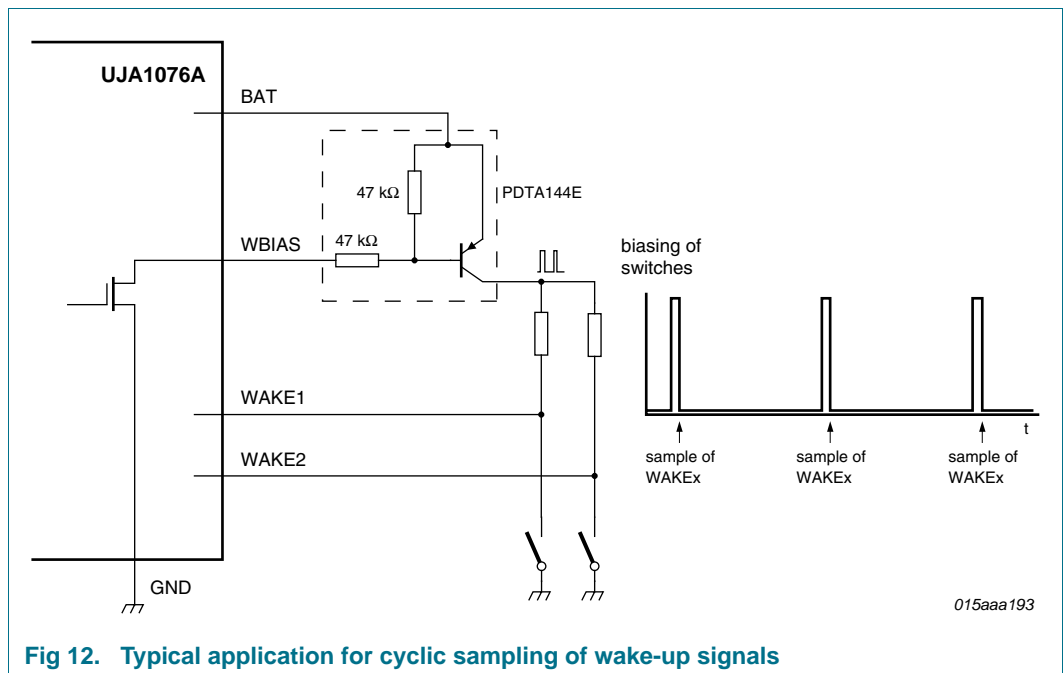 UJA1076A
BAT
47 kΩ
PDTA144E
WBIAS
47 kΩ
biasing of
switches
WAKE1
WAKE2
t
sample of
WAKEx
sample of
WAKEx
sample of
WAKEx
GND
015aaa193
Fig 12. Typical application for cyclic sampling of wake-up signals